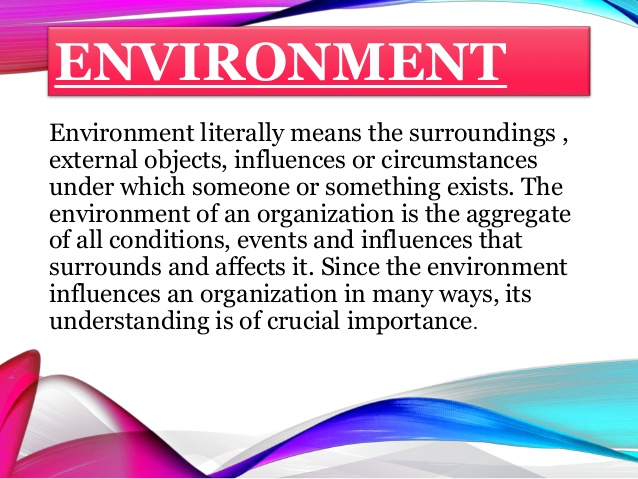 ENVIRONMENT
Environment literally means the surroundings ,
external objects, influences or circumstances
under which someone or something exists. The
environment of an organization is the aggregate
of all conditions, events and influences that
surrounds and affects it. Since the environment
influences an organization in many ways, its
understanding is of crucial importance.